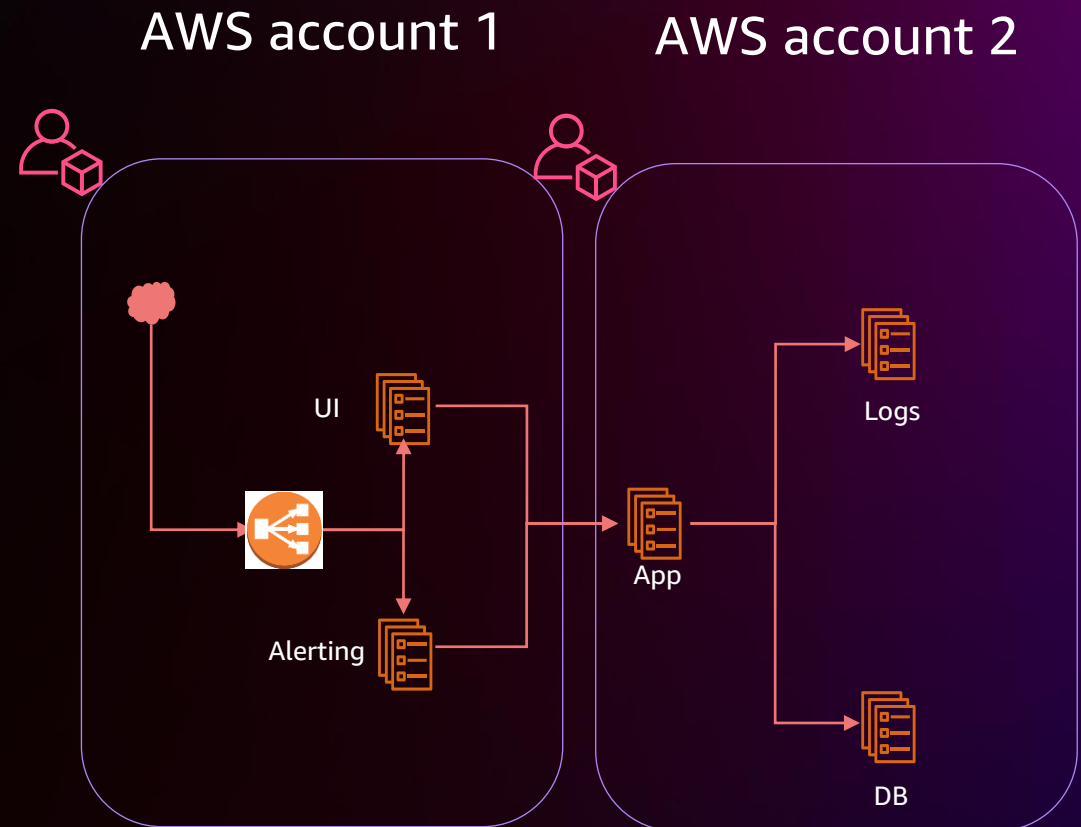 AWS account 1
AWS account 2
UI
Logs
App
Alerting
DB